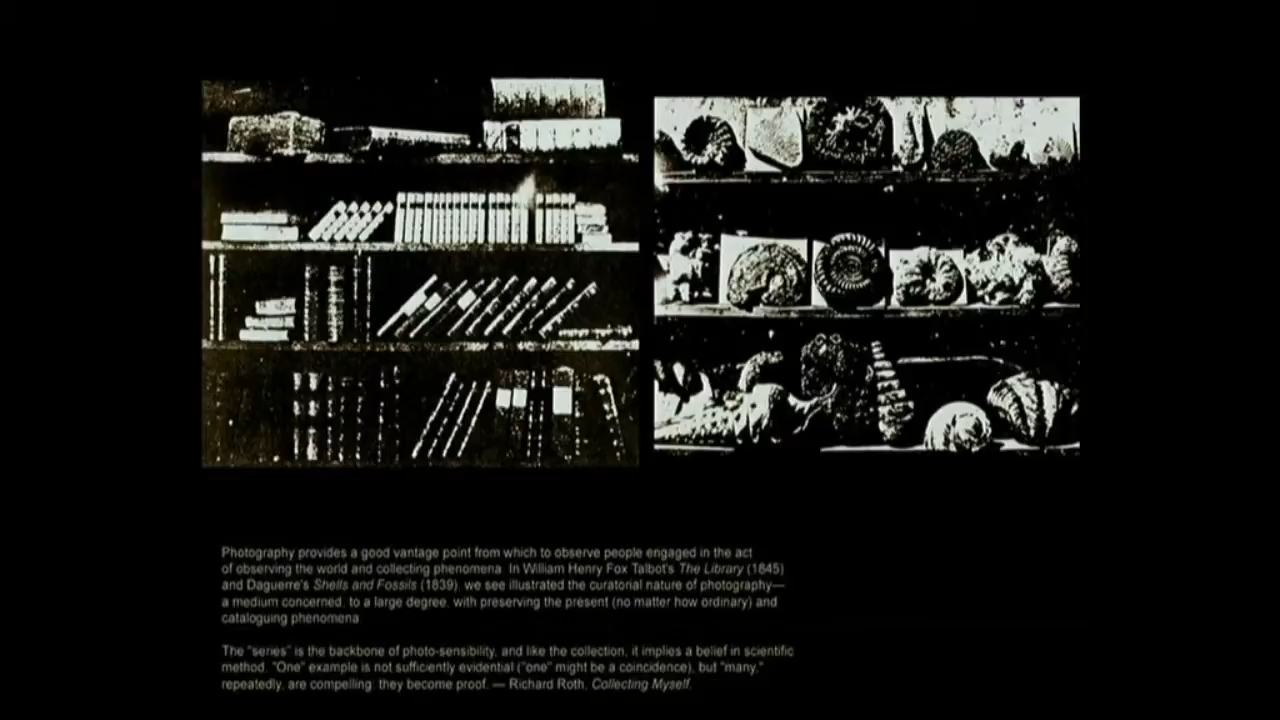 Photography provides a good vantage point from which to observe people engaged in the act
of observing the world and collecting phenomena. In William Henry Fox Talbot's The Library (1845)
and Daguerre's Shells and Fossils (1839), we see illustrated the curatorial nature of photography—
a medium concerned, to a large degree, with preserving the present (no matter how ordinary) and
cataloguing phenomena.
The "series" is the backbone of photo-sensibility, and like the collection, it implies a belief in scientific
method. "One" example is not sufficiently evidential ("one" might be a coincidence), but "many,"
repeatedly, are compelling: they become proof. — Richard Roth, Collecting Myself.